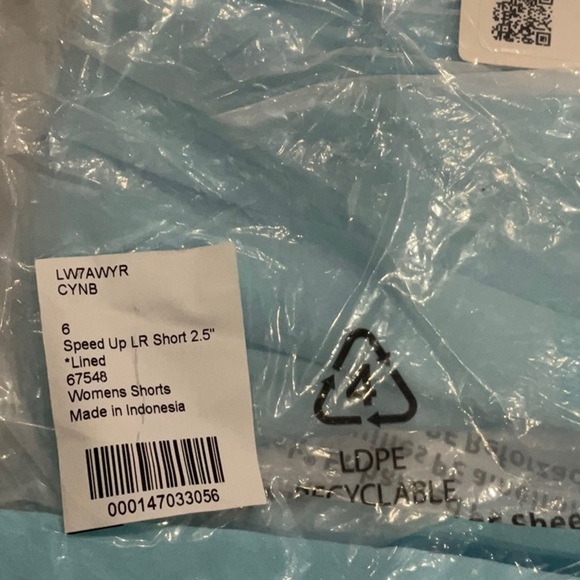 LW7AWYR
CYNB
6
Speed Up LR Short 2.5"
*Lined
67548
Womens Shorts
Made in Indonesia
000147033056
4
LDPE
RECYCLABLE